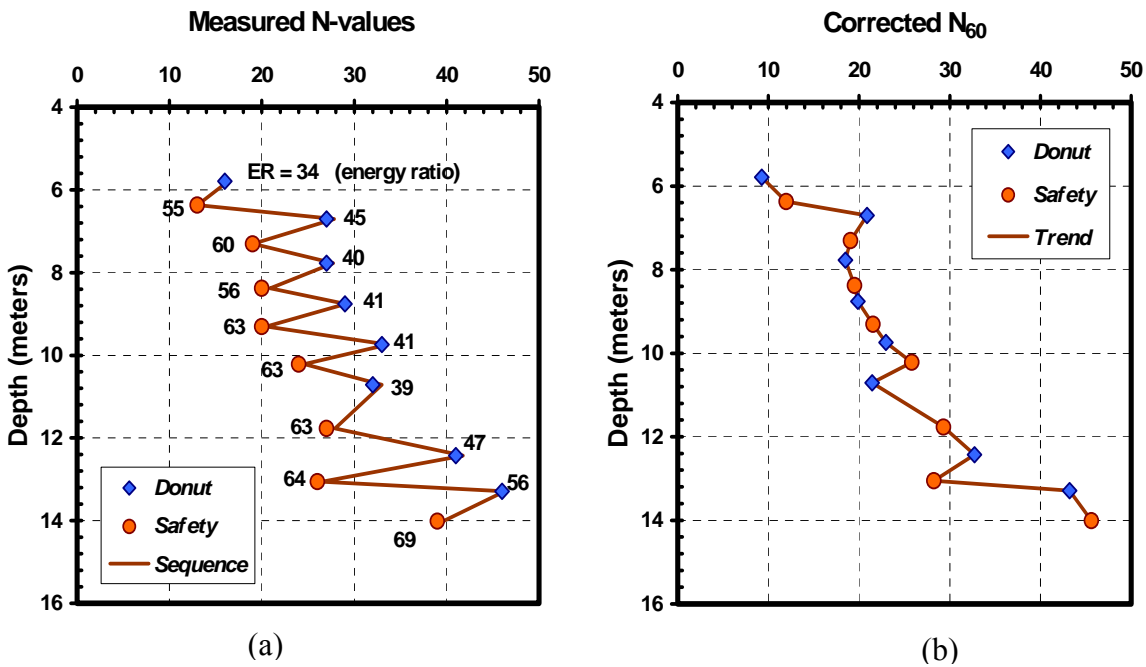 Measured N-values
0 10 20 30 40 50
4
6
8
10
12
14
16
Depth (meters)
ER = 34 (energy ratio)
55
45
60
40
56
41
63
41
63
39
63
47
64
56
69
Donut
Safety
Sequence
(a)
Corrected N60
0 10 20 30 40 50
4
6
8
10
12
14
16
Depth (meters)
Donut
Safety
Trend
(b)